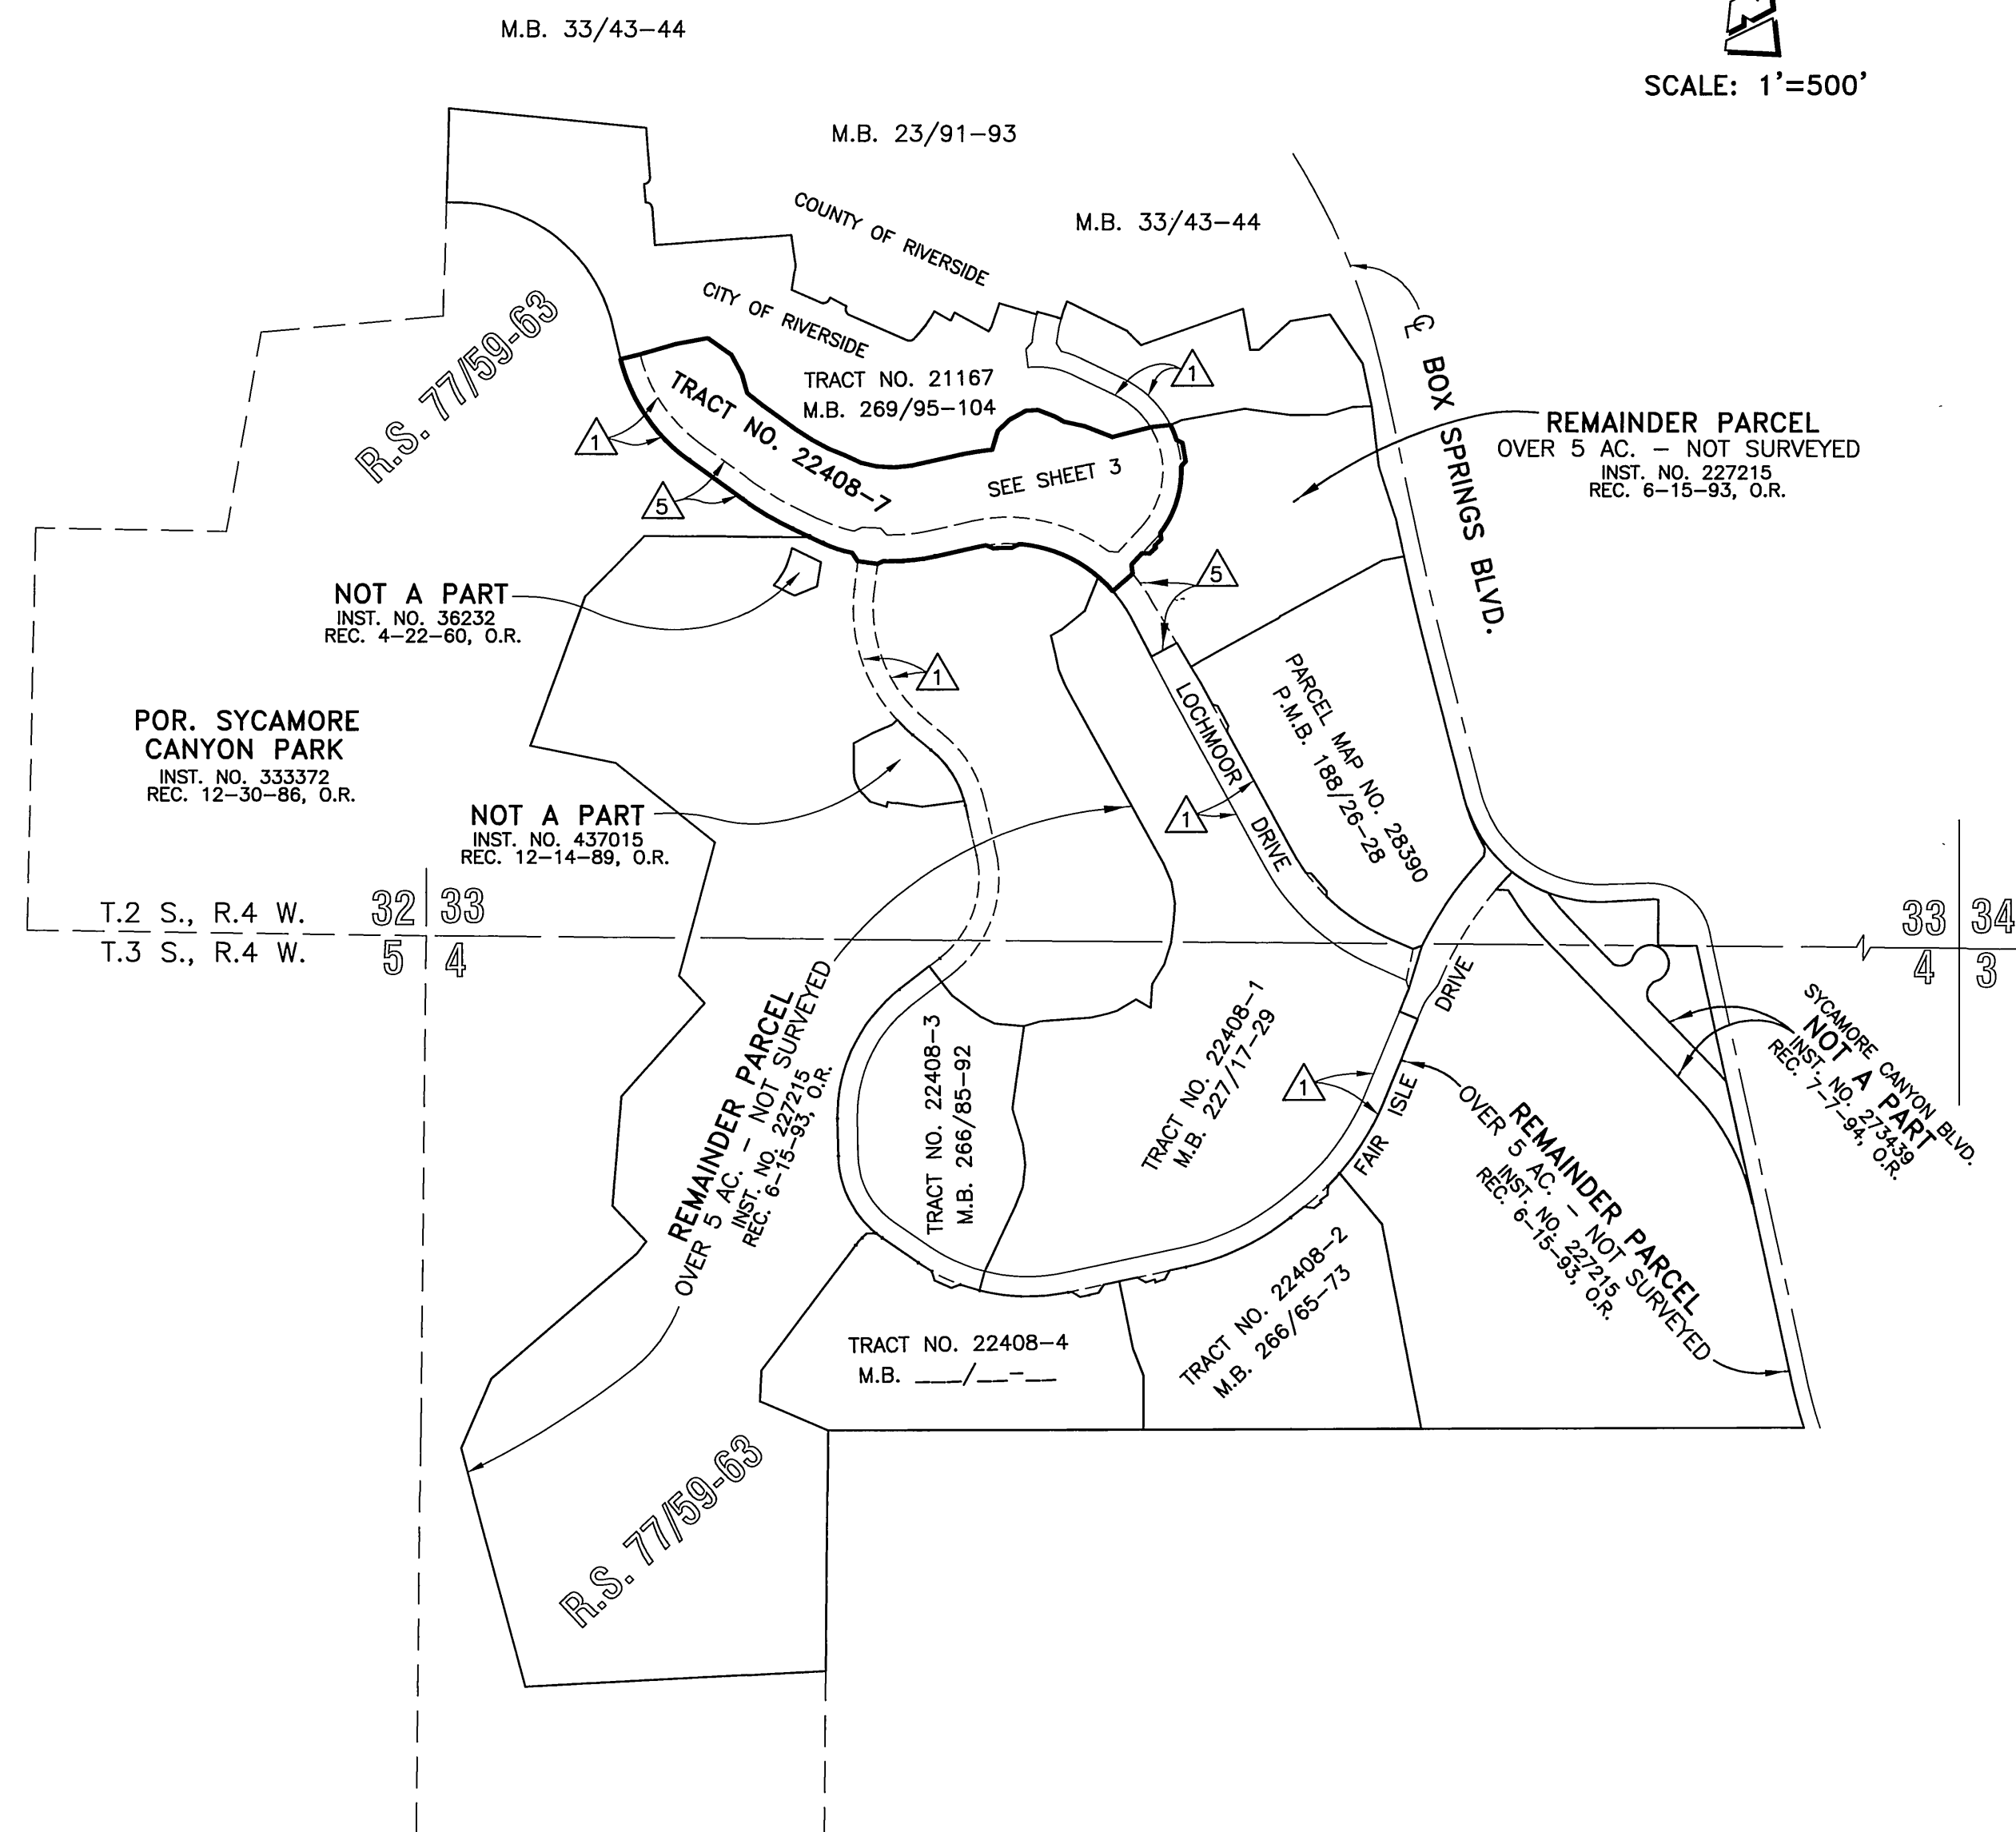 M.B. 33/43-44
SCALE: 1'=500'
M.B. 23/91-93
COUNTY OF RIVERSIDE
M.B. 33/43-44
CITY OF RIVERSIDE
TRACT NO. 21167
M.B. 269/95-104
1
℄ BOX SPRINGS BLVD.
R.S. 77/59-63
TRACT NO. 22408-7
SEE SHEET 3
1
5
REMAINDER PARCEL
OVER 5 AC. - NOT SURVEYED
INST. NO. 227215
REC. 6-15-93, O.R.
NOT A PART
INST. NO. 36232
REC. 4-22-60, O.R.
5
1
LOCHMOOR DRIVE
PARCEL MAP NO. 28390
P.M.B. 188/26-28
POR. SYCAMORE
CANYON PARK
INST. NO. 333372
REC. 12-30-86, O.R.
NOT A PART
INST. NO. 437015
REC. 12-14-89, O.R.
1
T.2 S., R.4 W.
32 33
T.3 S., R.4 W.
5 4
33 34
4 3
REMAINDER PARCEL
OVER 5 AC. - NOT SURVEYED
INST. NO. 227215
REC. 6-15-93, O.R.
TRACT NO. 22408-3
M.B. 266/85-92
TRACT NO. 22408-1
M.B. 227/17-29
1
FAIR ISLE DRIVE
SYCAMORE CANYON BLVD.
NOT A PART
INST. NO. 273439
REC. 7-7-94, O.R.
REMAINDER PARCEL
OVER 5 AC. - NOT SURVEYED
INST. NO. 227215
REC. 6-15-93, O.R.
TRACT NO. 22408-2
M.B. 266/65-73
TRACT NO. 22408-4
M.B. ___/__-__
R.S. 77/59-63